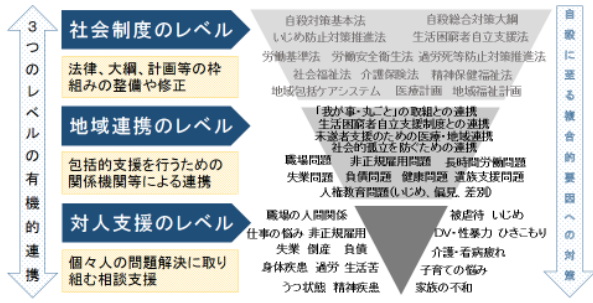 ３つのレベルの有機的連携
社会制度のレベル
法律、大綱、計画等の枠
組みの整備や修正
地域連携のレベル
包括的支援を行うための
関係機関等による連携
対人支援のレベル
個々人の問題解決に取り
組む相談支援
自殺対策基本法 自殺総合対策大綱
いじめ防止対策推進法 生活困窮者自立支援法
労働基準法 労働安全衛生法 過労死等防止対策推進法
社会福祉法 介護保険法 精神保健福祉法
地域包括ケアシステム 医療計画 地域福祉計画
「我が事・丸ごと」の取組との連携
生活困窮者自立支援制度との連携
未遂者支援のための医療・地域連携
社会的孤立を防ぐための連携
職場問題 非正規雇用問題 長時間労働問題
失業問題 負債問題 健康問題 遺族支援問題
人権教育問題(いじめ、偏見、差別)
職場の人間関係 被虐待 いじめ
仕事の悩み 非正規雇用 DV・性暴力 ひきこもり
失業 倒産 負債 介護・看病疲れ
身体疾患 過労 生活苦 子育ての悩み
うつ状態 精神疾患 家族の不和
自殺に至る複合的要因への対策